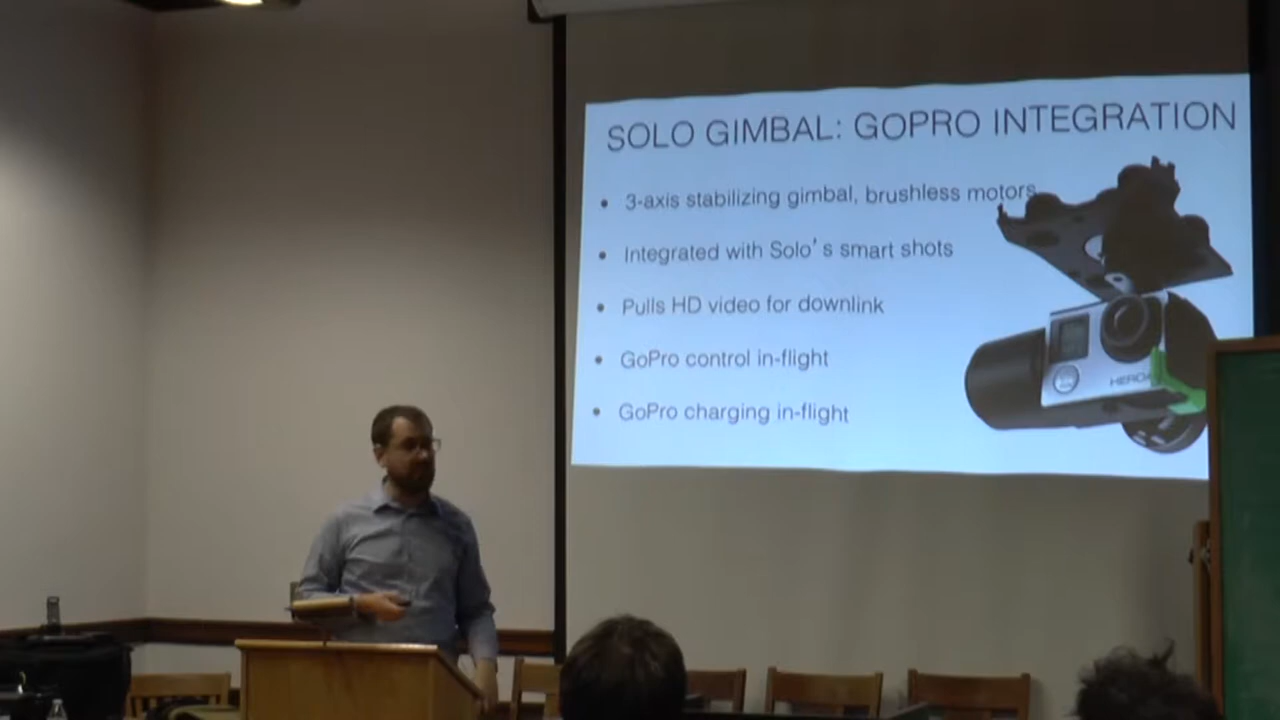 SOLO GIMBAL: GOPRO INTEGRATION
• 3-axis stabilizing gimbal, brushless motors
• Integrated with Solo's smart shots
• Pulls HD video for downlink
• GoPro control in-flight
• GoPro charging in-flight
HERO4